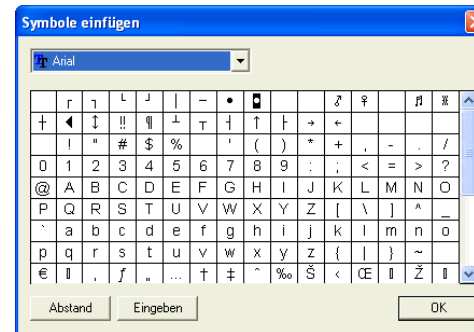 Symbole einfügen
Arial
┌ ┐ └ ┘ │ ─ • ◘ ♂ ♀ ♫ ☼
┼ ◄ ↕ ‼ ¶ ┴ ┬ ┤ ↑ ├ → ←
! " # $ % ' ( ) * + , - . /
0 1 2 3 4 5 6 7 8 9 : ; < = > ?
@ A B C D E F G H I J K L M N O
P Q R S T U V W X Y Z [ \ ] ^ _
` a b c d e f g h i j k l m n o
p q r s t u v w x y z { | } ~
€ ▯ ‚ ƒ „ … † ‡ ˆ ‰ Š ‹ Œ ▯ Ž ▯
Abstand Eingeben OK